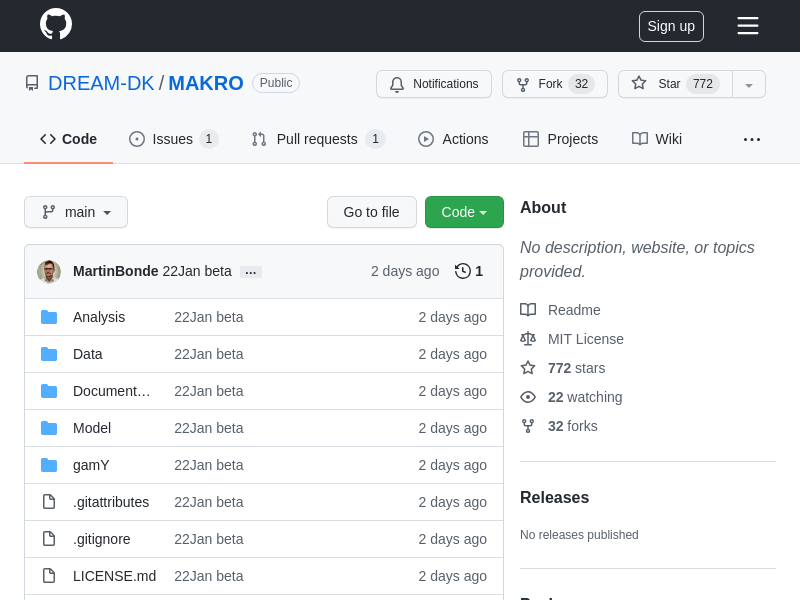 Sign up
DREAM-DK / MAKRO Public
Notifications
Fork 32
Star 772
Code
Issues 1
Pull requests 1
Actions
Projects
Wiki
main
Go to file
Code
MartinBonde 22Jan beta ... 2 days ago 1
Analysis 22Jan beta 2 days ago
Data 22Jan beta 2 days ago
Document… 22Jan beta 2 days ago
Model 22Jan beta 2 days ago
gamY 22Jan beta 2 days ago
.gitattributes 22Jan beta 2 days ago
.gitignore 22Jan beta 2 days ago
LICENSE.md 22Jan beta 2 days ago
About
No description, website, or topics
provided.
Readme
MIT License
772 stars
22 watching
32 forks
Releases
No releases published